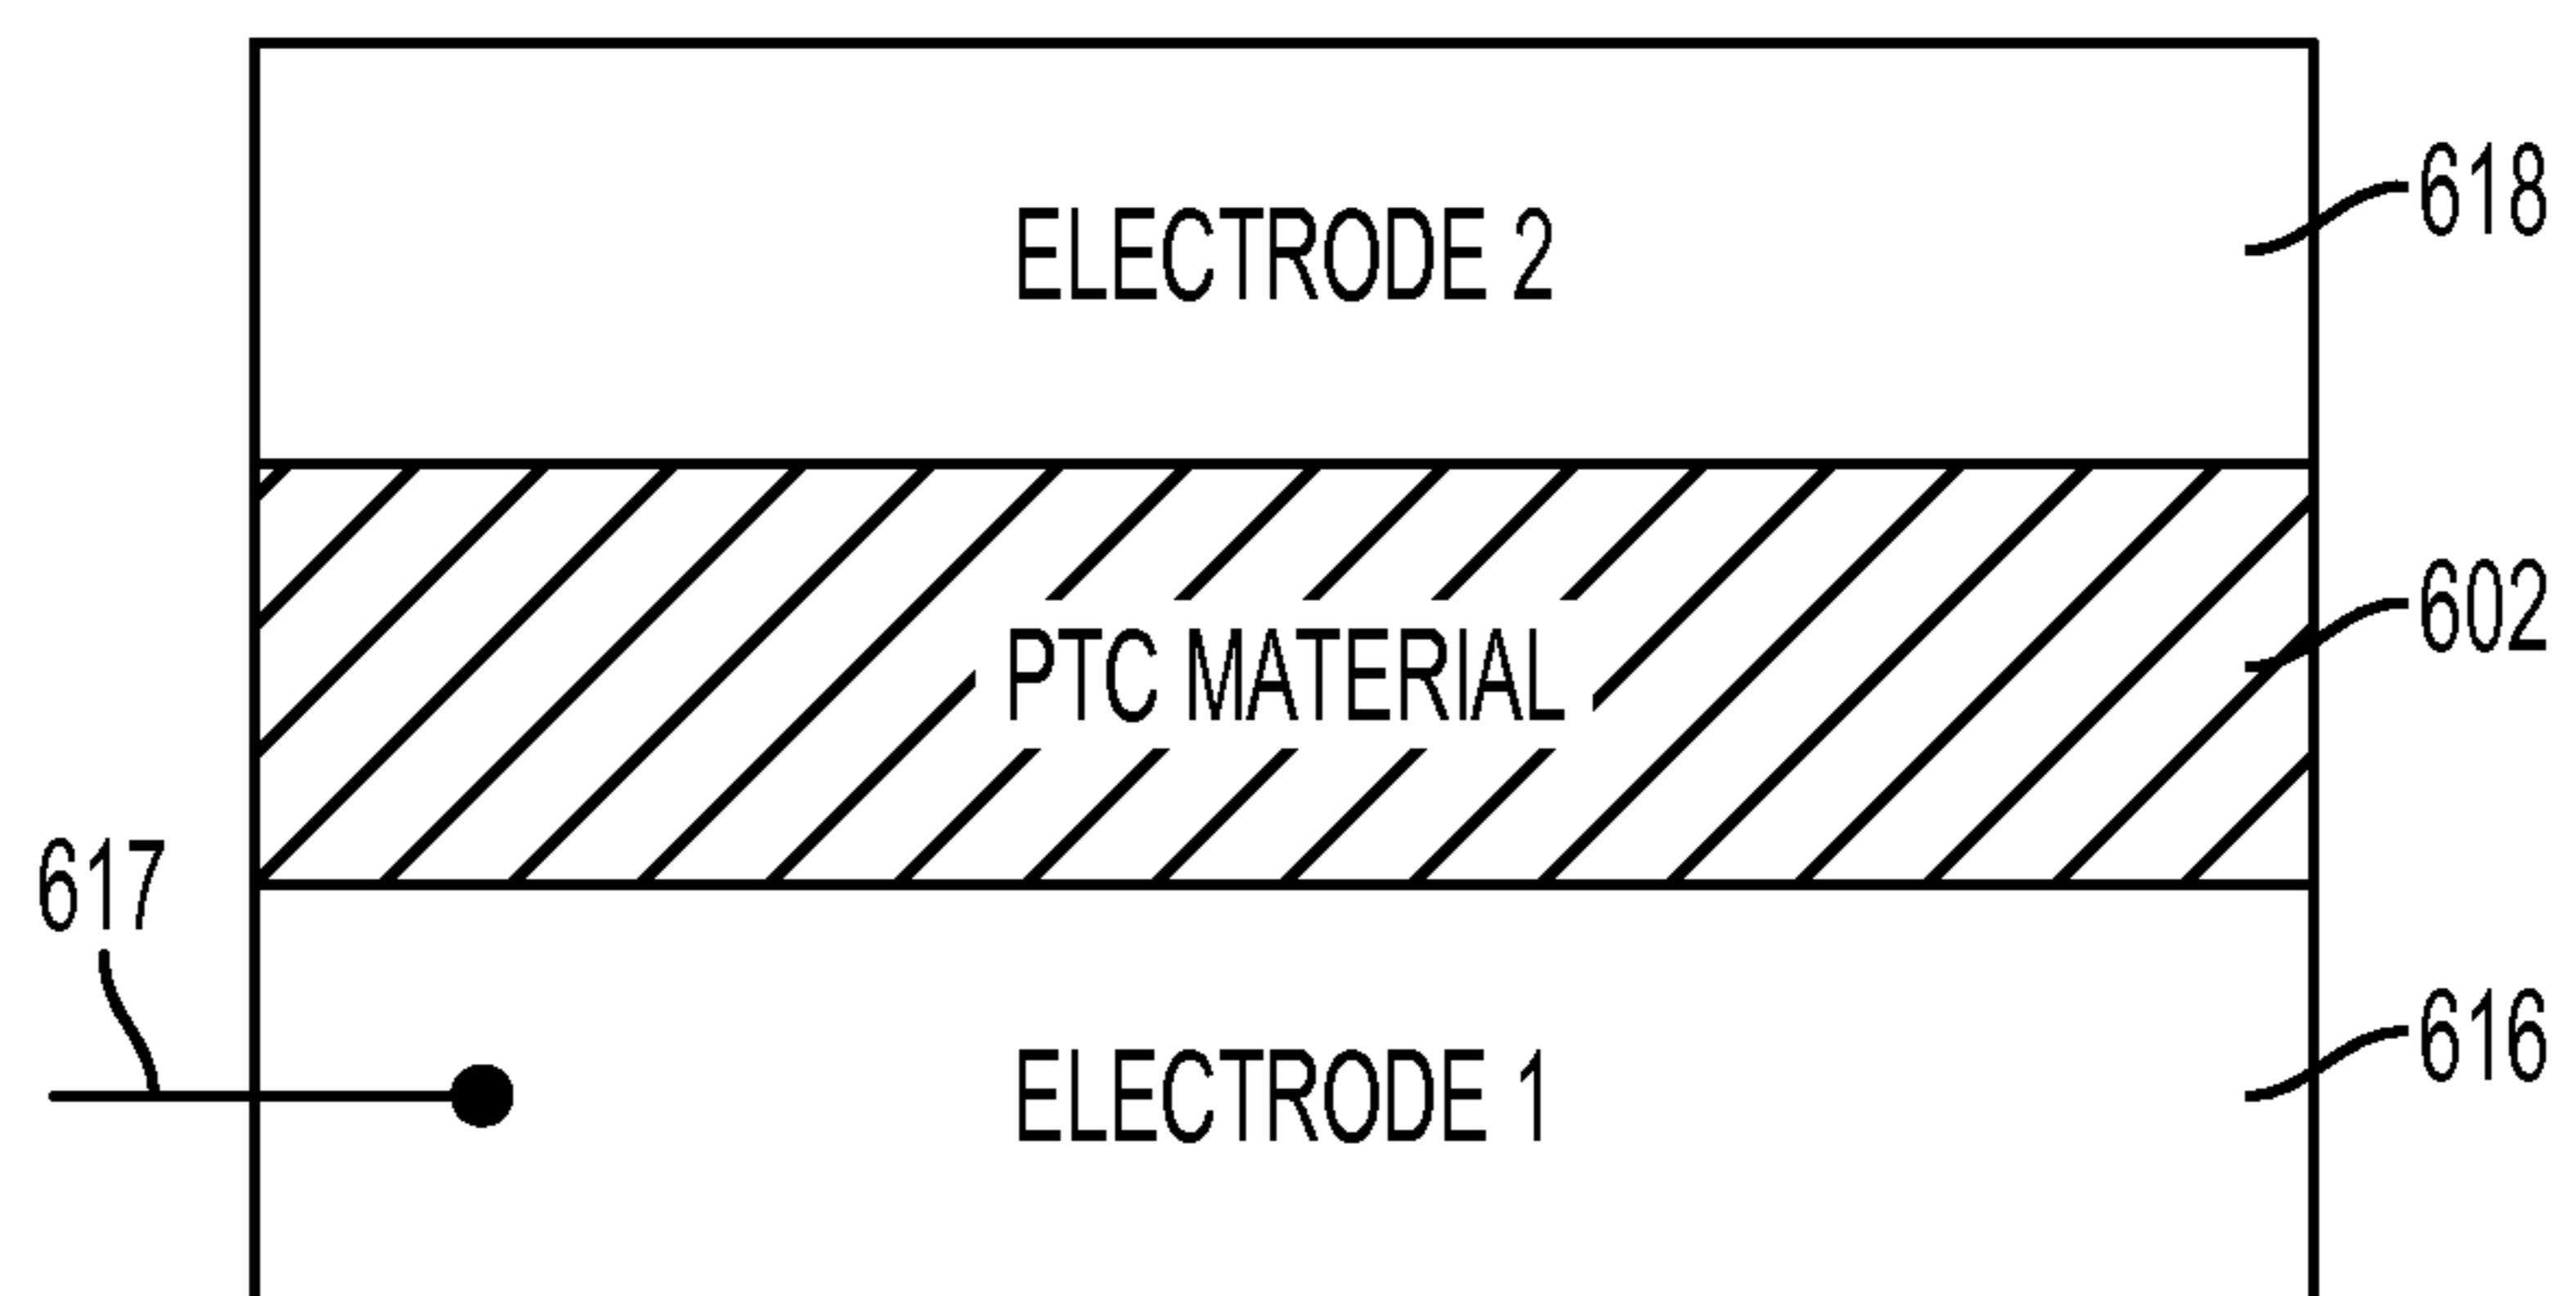 ELECTRODE 2
618
PTC MATERIAL
602
617
ELECTRODE 1
616